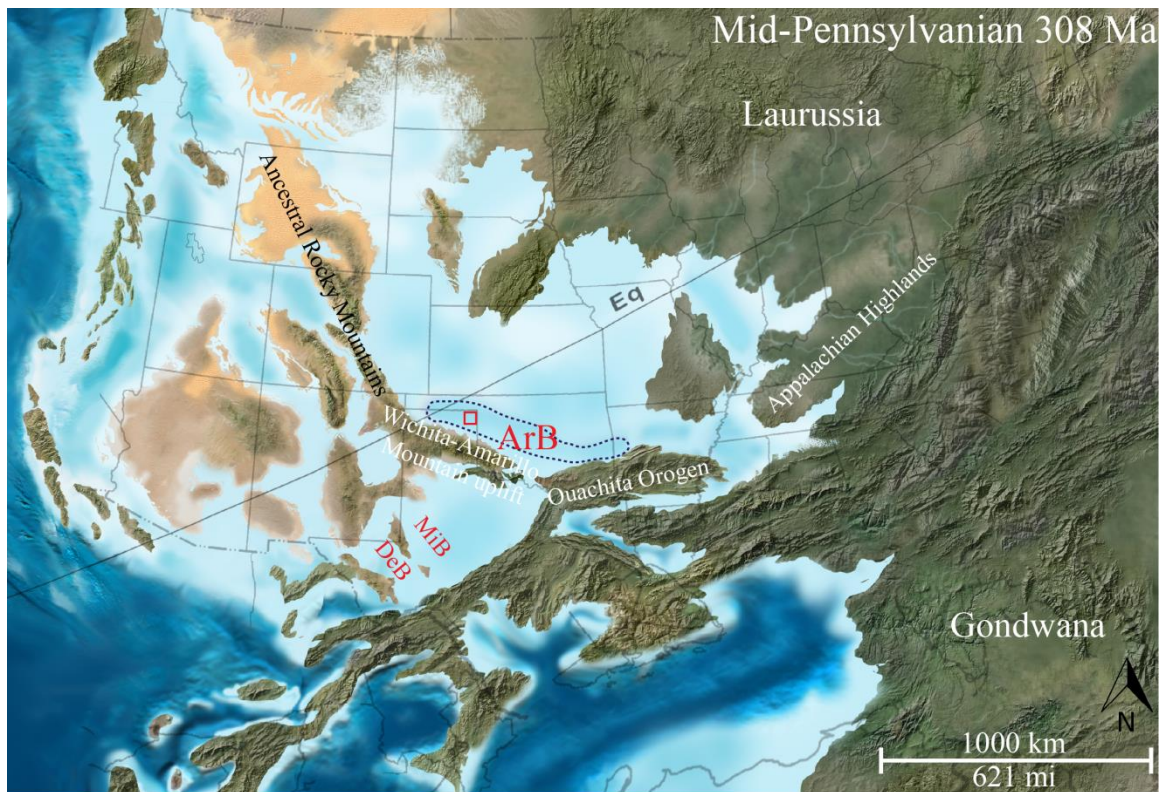 Mid-Pennsylvanian 308 Ma
Laurussia
Ancestral Rocky Mountains
Eq
Appalachian Highlands
Wichita-Amarillo
Mountain uplift
ArB
Ouachita Orogen
MiB
DeB
Gondwana
N
1000 km
621 mi